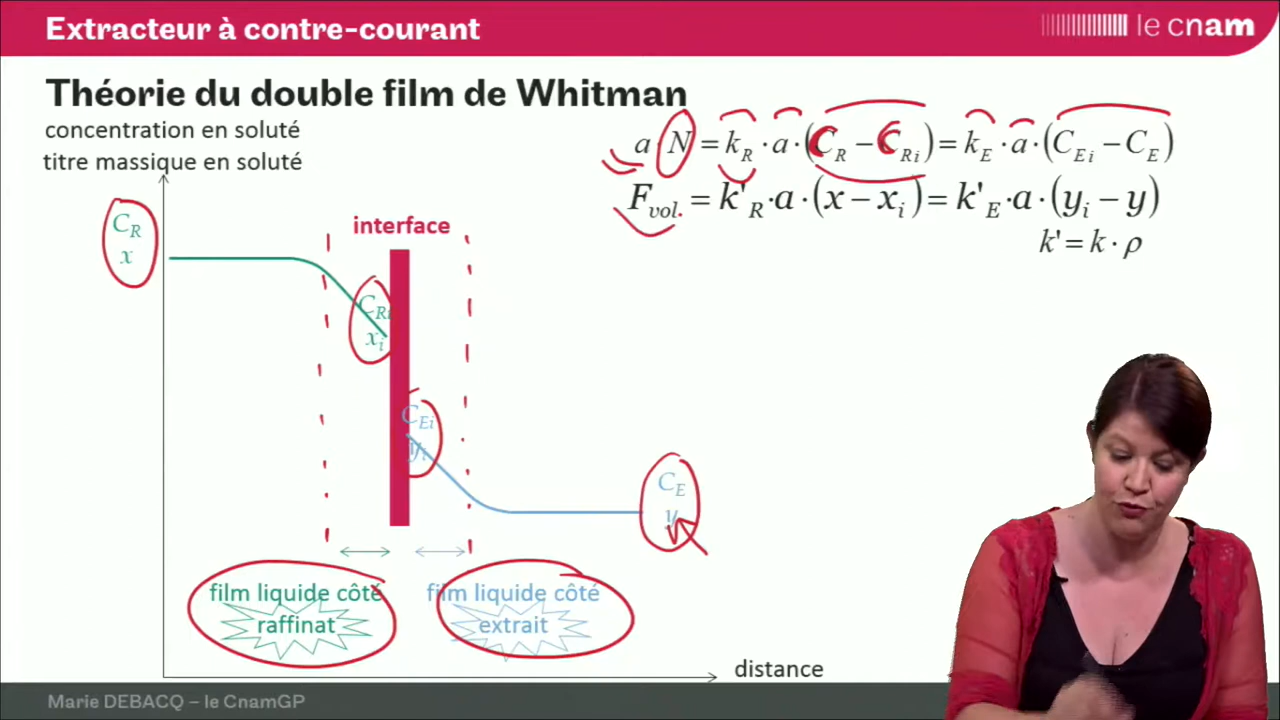 Extracteur à contre-courant
le cnam
Théorie du double film de Whitman
concentration en soluté
titre massique en soluté
a N = k_R · a · (C_R − C_Ri) = k_E · a · (C_Ei − C_E)
F_vol. = k'_R · a · (x − x_i) = k'_E · a · (y_i − y)
k' = k · ρ
C_R
x
interface
C_Ri
x_i
C_Ei
y_i
C_E
y
film liquide côté
raffinat
film liquide côté
extrait
distance
Marie DEBACQ – le CnamGP